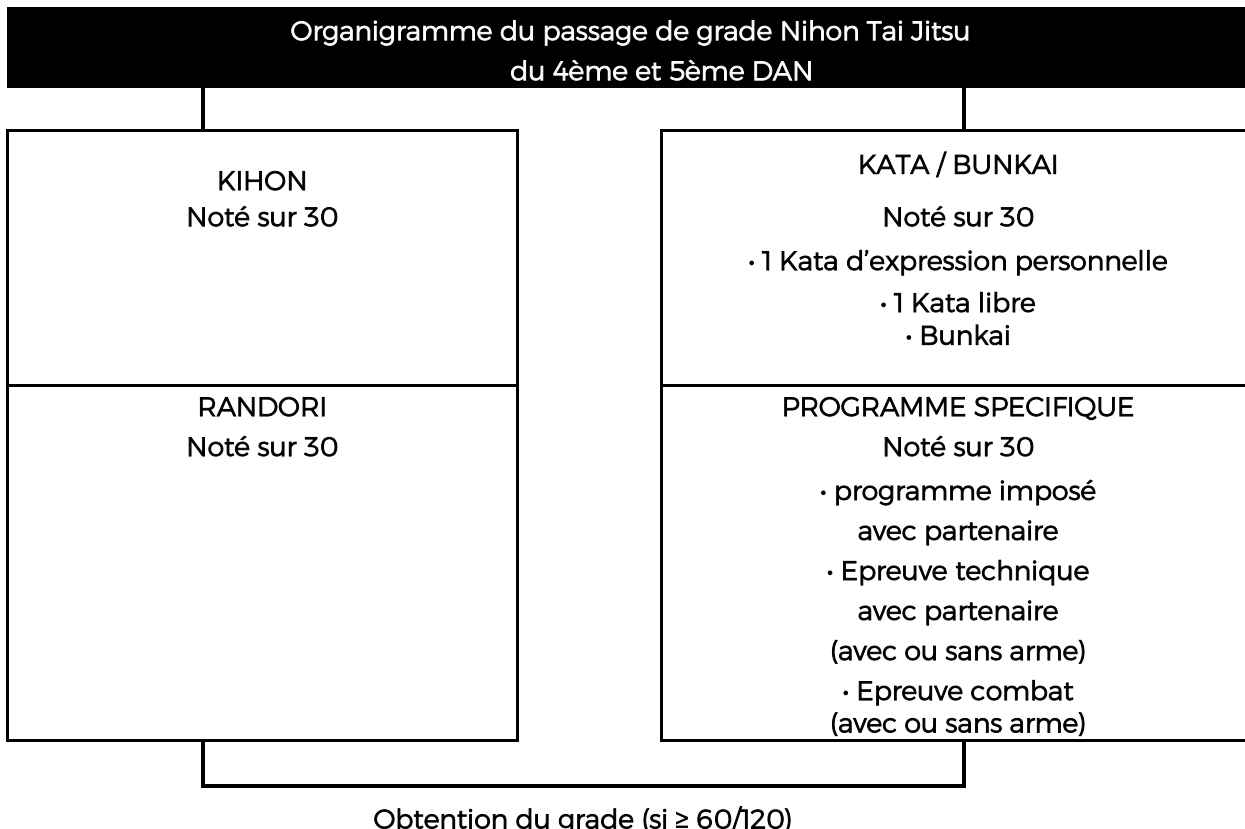 Organigramme du passage de grade Nihon Tai Jitsu
du 4ème et 5ème DAN
KIHON
Noté sur 30
KATA / BUNKAI
Noté sur 30
• 1 Kata d'expression personnelle
• 1 Kata libre
• Bunkai
RANDORI
Noté sur 30
PROGRAMME SPECIFIQUE
Noté sur 30
• programme imposé
avec partenaire
• Epreuve technique
avec partenaire
(avec ou sans arme)
• Epreuve combat
(avec ou sans arme)
Obtention du grade (si ≥ 60/120)